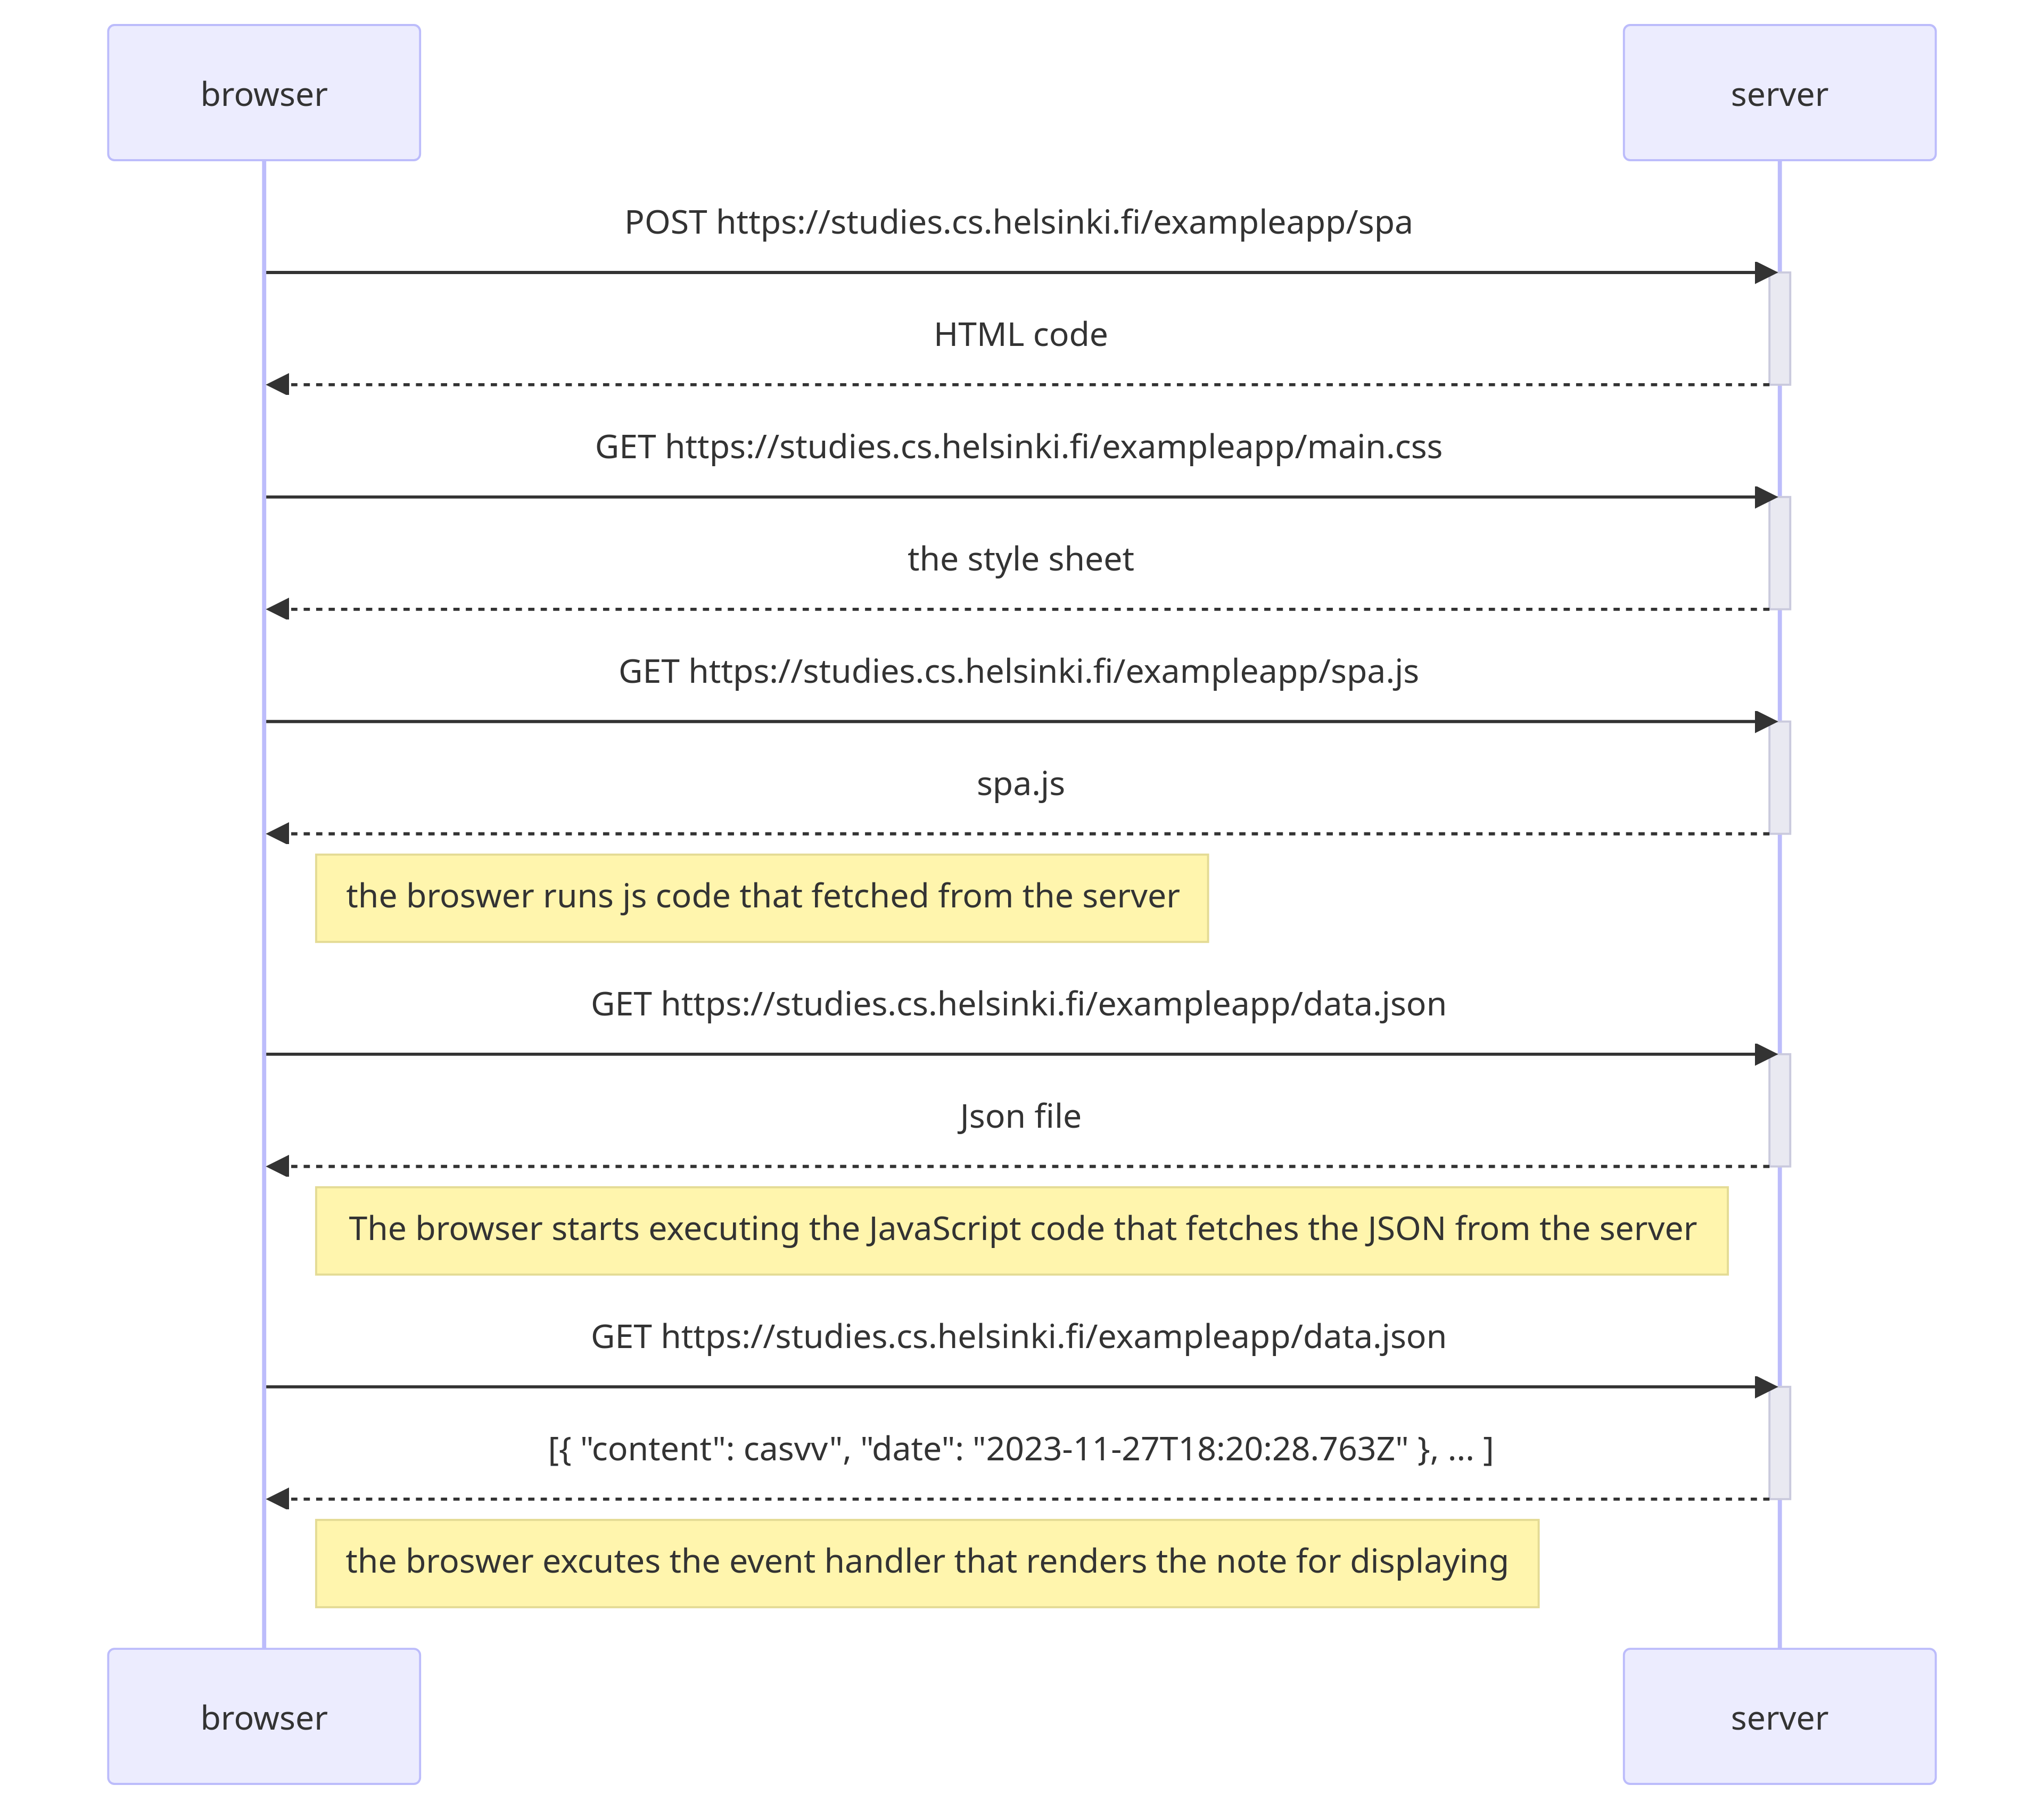 browser
server
POST https://studies.cs.helsinki.fi/exampleapp/spa
HTML code
GET https://studies.cs.helsinki.fi/exampleapp/main.css
the style sheet
GET https://studies.cs.helsinki.fi/exampleapp/spa.js
spa.js
the broswer runs js code that fetched from the server
GET https://studies.cs.helsinki.fi/exampleapp/data.json
Json file
The browser starts executing the JavaScript code that fetches the JSON from the server
GET https://studies.cs.helsinki.fi/exampleapp/data.json
[{ "content": casvv", "date": "2023-11-27T18:20:28.763Z" }, ... ]
the broswer excutes the event handler that renders the note for displaying
browser
server